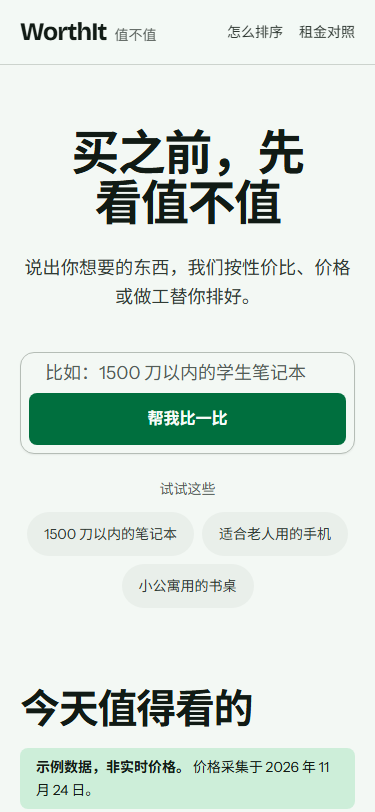 WorthIt 值不值 怎么排序 租金对照
买之前，先
看值不值
说出你想要的东西，我们按性价比、价格
或做工替你排好。
比如：1500 刀以内的学生笔记本
帮我比一比
试试这些
1500 刀以内的笔记本 适合老人用的手机
小公寓用的书桌
今天值得看的
示例数据，非实时价格。 价格采集于 2026 年 11
月 24 日。